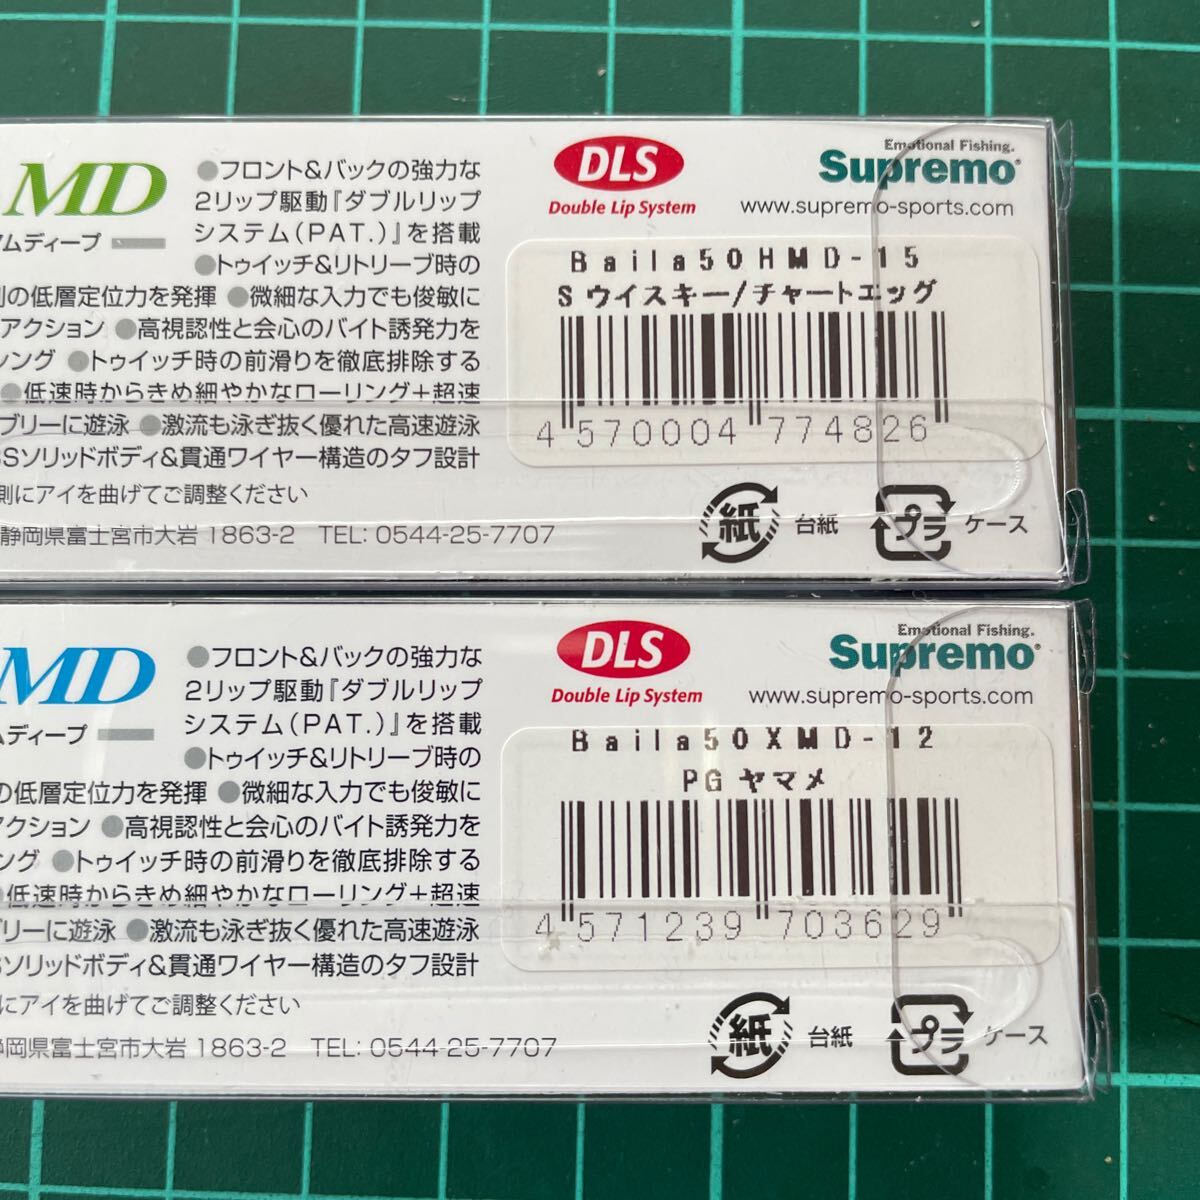 MD
ムディープ
●フロント&バックの強力な
2リップ駆動『ダブルリップ
システム(PAT.)』を搭載
●トゥイッチ&リトリーブ時の
の低層定位力を発揮 ●微細な入力でも俊敏に
アクション ●高視認性と会心のバイト誘発力を
ング ●トゥイッチ時の前滑りを徹底排除する
●低速時からきめ細やかなローリング+超速
ブリーに遊泳 ●激流も泳ぎ抜く優れた高速遊泳
Sソリッドボディ&貫通ワイヤー構造のタフ設計
側にアイを曲げてご調整ください
静岡県富士宮市大岩 1863-2 TEL: 0544-25-7707
DLS
Double Lip System
Emotional Fishing.
Supremo
www.supremo-sports.com
Baila50HMD-15
S ウイスキー/チャートエッグ
4 570004 774826
紙 台紙
プラ ケース
MD
ムディープ
●フロント&バックの強力な
2リップ駆動『ダブルリップ
システム(PAT.)』を搭載
●トゥイッチ&リトリーブ時の
の低層定位力を発揮 ●微細な入力でも俊敏に
アクション ●高視認性と会心のバイト誘発力を
ング ●トゥイッチ時の前滑りを徹底排除する
●低速時からきめ細やかなローリング+超速
ブリーに遊泳 ●激流も泳ぎ抜く優れた高速遊泳
Sソリッドボディ&貫通ワイヤー構造のタフ設計
にアイを曲げてご調整ください
静岡県富士宮市大岩 1863-2 TEL: 0544-25-7707
DLS
Double Lip System
Emotional Fishing.
Supremo
www.supremo-sports.com
Baila50XMD-12
PG ヤマメ
4 571239 703629
紙 台紙
プラ ケース